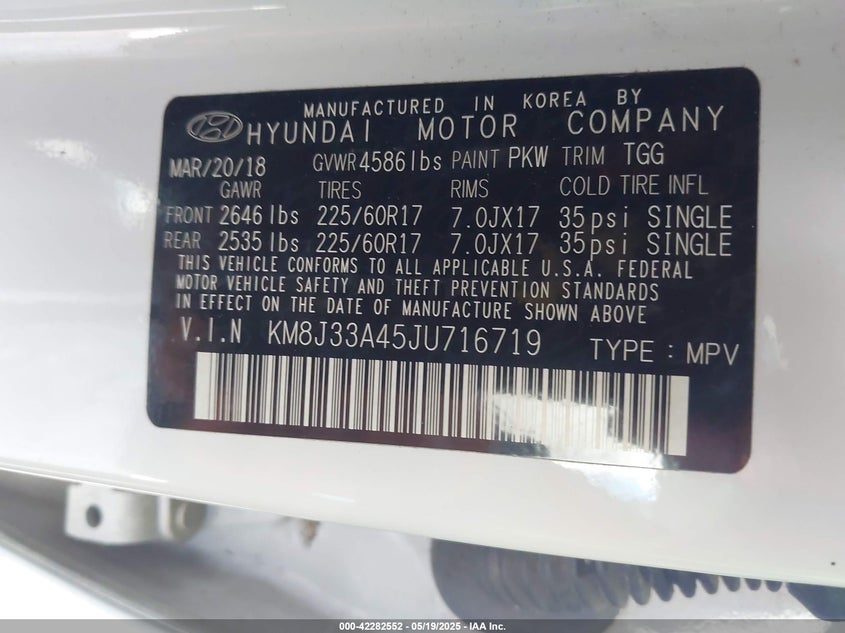 MANUFACTURED IN KOREA BY
HYUNDAI MOTOR COMPANY
MAR/20/18 GVWR 4586 lbs PAINT PKW TRIM TGG
GAWR TIRES RIMS COLD TIRE INFL
FRONT 2646 lbs 225/60R17 7.0JX17 35psi SINGLE
REAR 2535 lbs 225/60R17 7.0JX17 35psi SINGLE
THIS VEHICLE CONFORMS TO ALL APPLICABLE U.S.A. FEDERAL
MOTOR VEHICLE SAFETY AND THEFT PREVENTION STANDARDS
IN EFFECT ON THE DATE OF MANUFACTURE SHOWN ABOVE
V.I.N KM8J33A45JU716719 TYPE : MPV
000-42282552 - 05/19/2025 - IAA Inc.